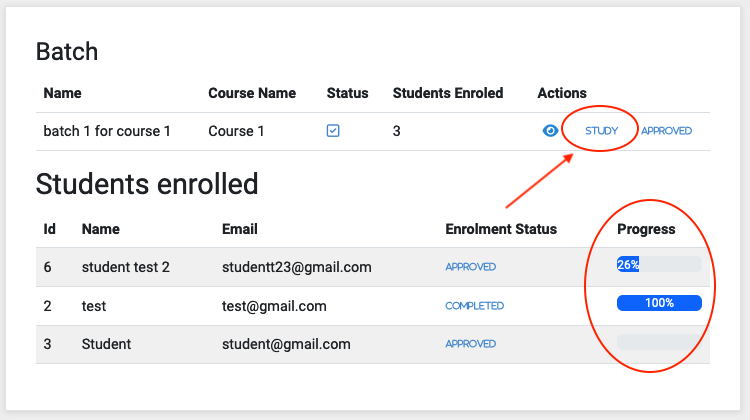 Batch
Name Course Name Status Students Enroled Actions
batch 1 for course 1 Course 1 3 STUDY APPROVED
Students enrolled
Id Name Email Enrolment Status Progress
6 student test 2 studentt23@gmail.com APPROVED 26%
2 test test@gmail.com COMPLETED 100%
3 Student student@gmail.com APPROVED